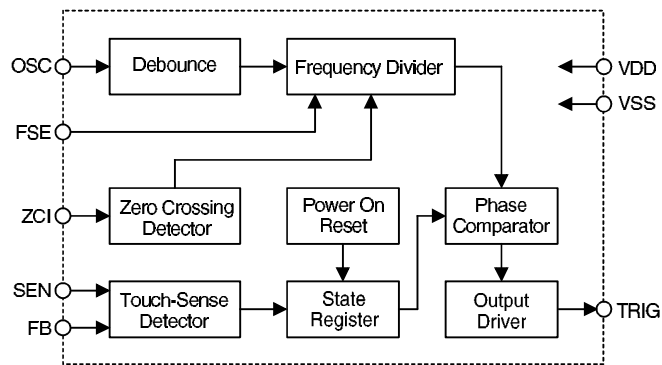 OSC
Debounce
Frequency Divider
VDD
VSS
FSE
ZCI
Zero Crossing
Detector
Power On
Reset
Phase
Comparator
SEN
FB
Touch-Sense
Detector
State
Register
Output
Driver
TRIG